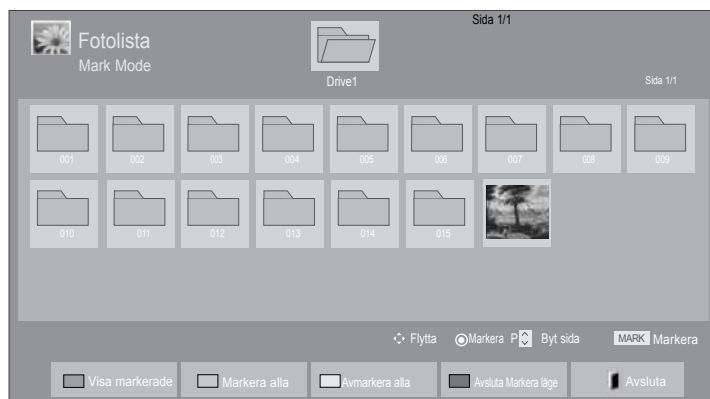 Sida 1/1
Fotolista
Mark Mode
Drive1
Sida 1/1
001 002 003 004 005 006 007 008 009
010 011 012 013 014 015
Flytta Markera P Byt sida MARK Markera
Visa markerade Markera alla Avmarkera alla Avsluta Markera läge Avsluta